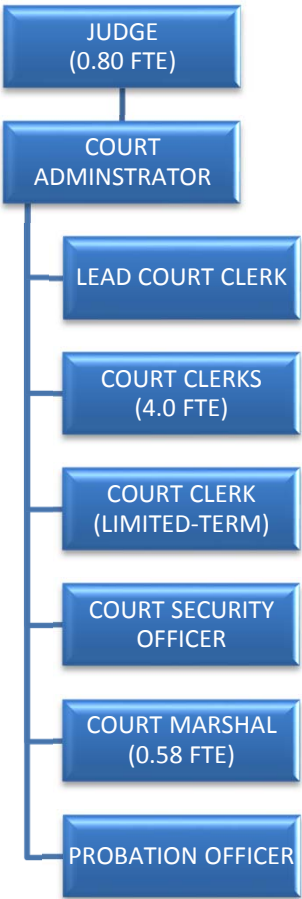 JUDGE
(0.80 FTE)
COURT
ADMINSTRATOR
LEAD COURT CLERK
COURT CLERKS
(4.0 FTE)
COURT CLERK
(LIMITED-TERM)
COURT SECURITY
OFFICER
COURT MARSHAL
(0.58 FTE)
PROBATION OFFICER